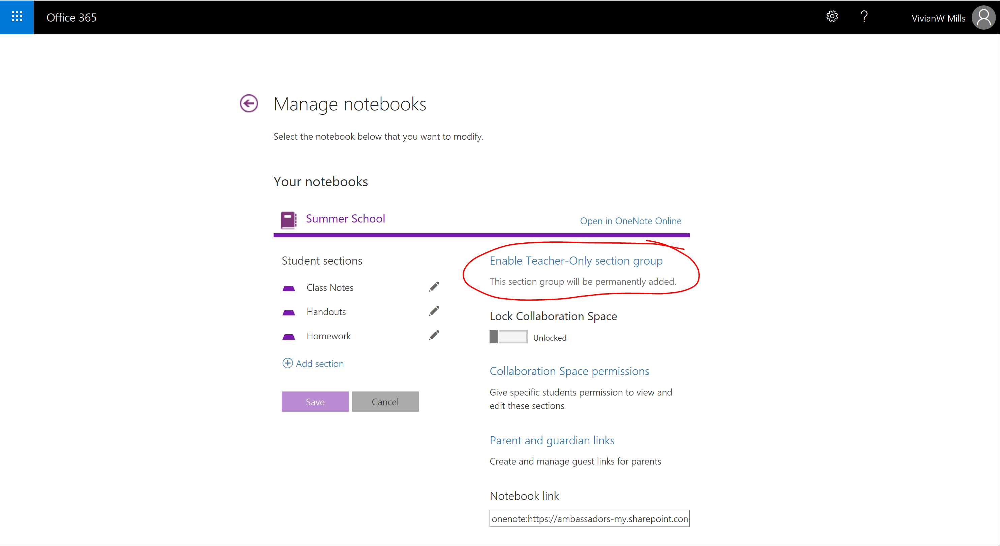 Office 365
VivianW Mills
Manage notebooks
Select the notebook below that you want to modify.
Your notebooks
Summer School
Open in OneNote Online
Student sections
Class Notes
Handouts
Homework
Add section
Save
Cancel
Enable Teacher-Only section group
This section group will be permanently added.
Lock Collaboration Space
Unlocked
Collaboration Space permissions
Give specific students permission to view and
edit these sections
Parent and guardian links
Create and manage guest links for parents
Notebook link
onenote:https://ambassadors-my.sharepoint.con